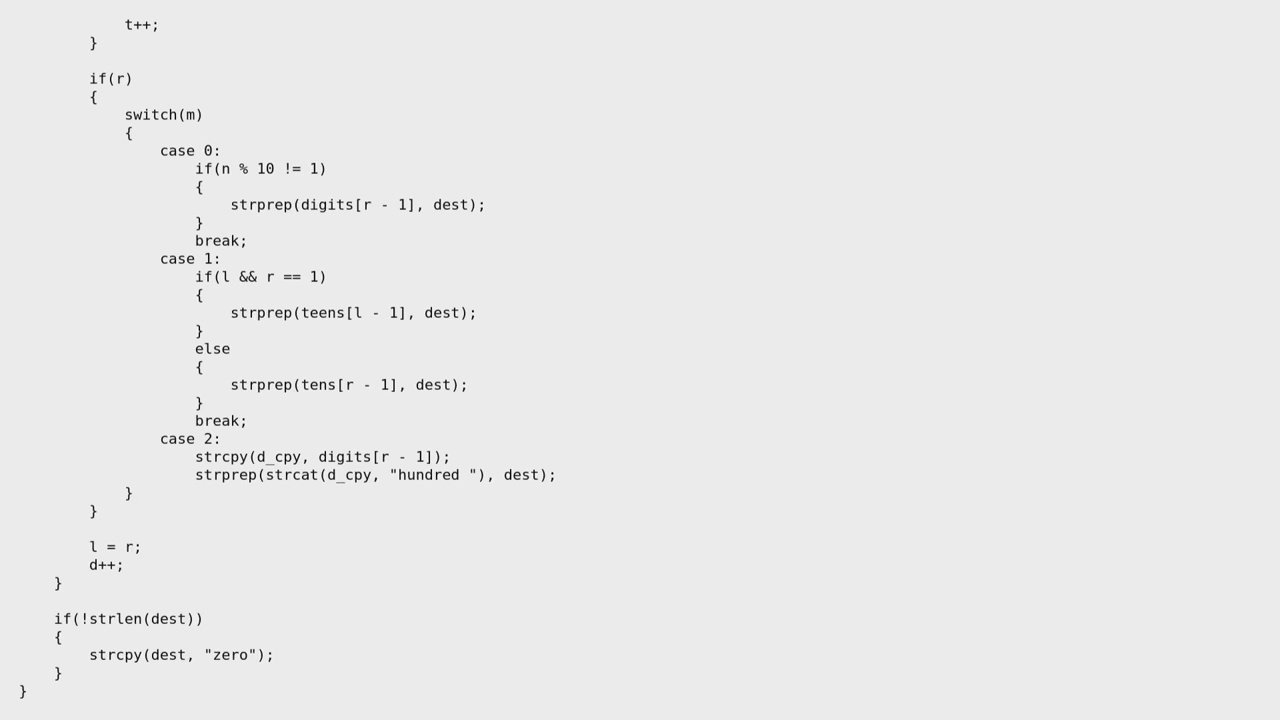 t++;
        }

        if(r)
        {
            switch(m)
            {
                case 0:
                    if(n % 10 != 1)
                    {
                        strprep(digits[r - 1], dest);
                    }
                    break;
                case 1:
                    if(l && r == 1)
                    {
                        strprep(teens[l - 1], dest);
                    }
                    else
                    {
                        strprep(tens[r - 1], dest);
                    }
                    break;
                case 2:
                    strcpy(d_cpy, digits[r - 1]);
                    strprep(strcat(d_cpy, "hundred "), dest);
            }
        }

        l = r;
        d++;
    }

    if(!strlen(dest))
    {
        strcpy(dest, "zero");
    }
}